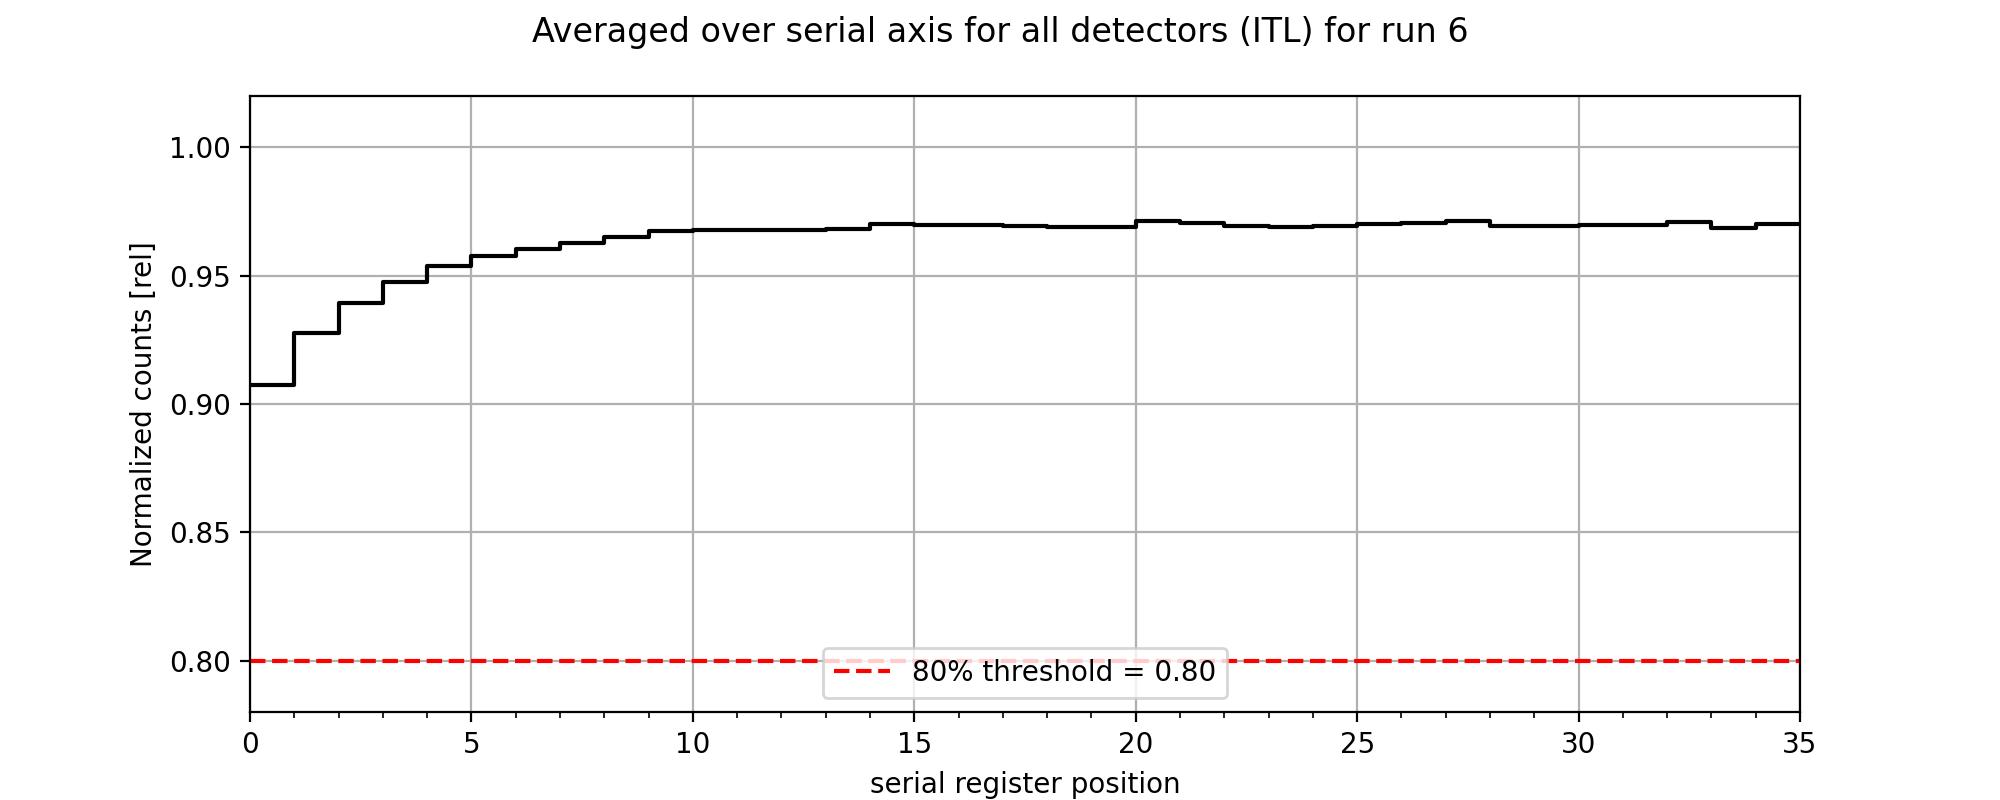 Averaged over serial axis for all detectors (ITL) for run 6
Normalized counts [rel]
1.00
0.95
0.90
0.85
0.80
80% threshold = 0.80
0 5 10 15 20 25 30 35
serial register position